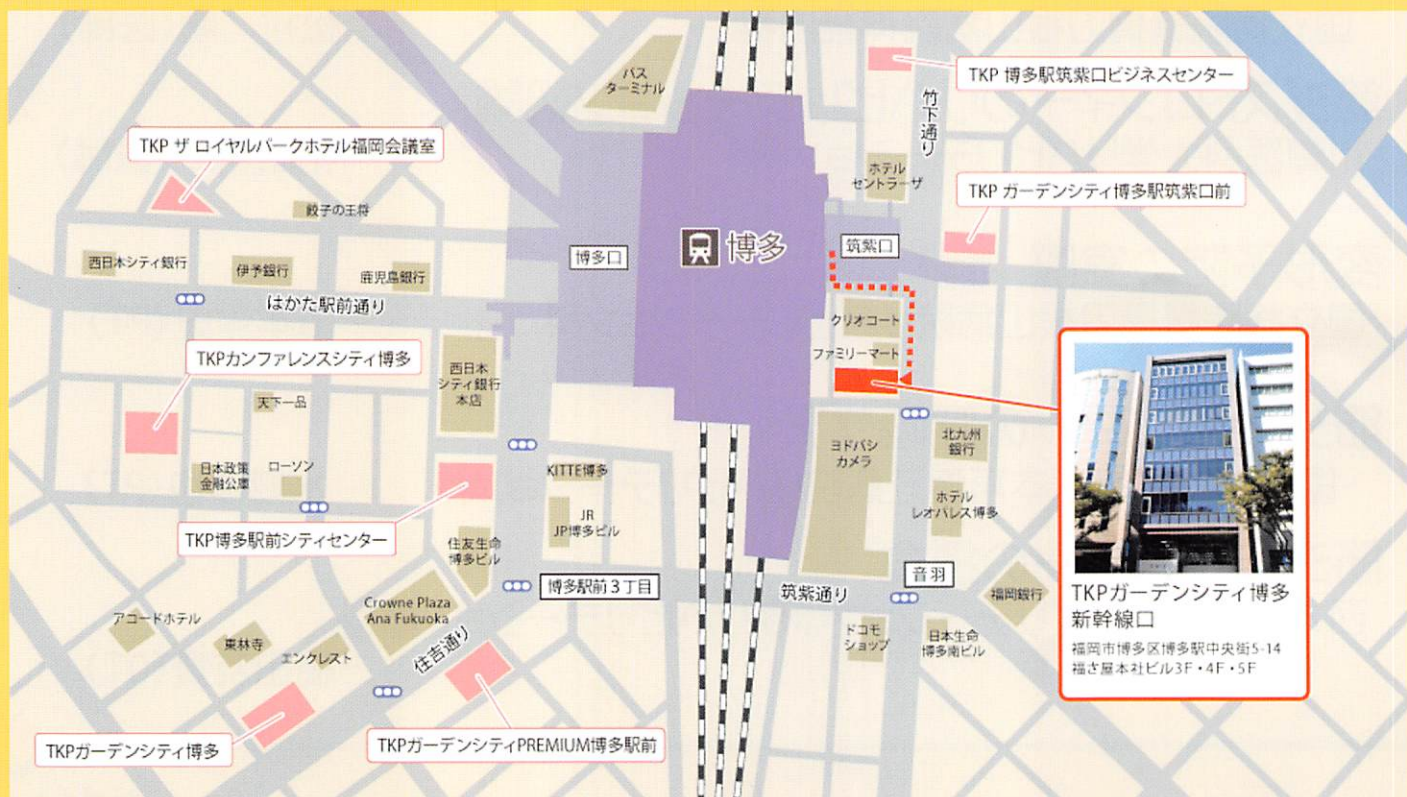 バス
ターミナル
TKP 博多駅筑紫口ビジネスセンター
竹下通り
TKP ザ ロイヤルパークホテル福岡会議室
ホテル
セントラーザ
TKP ガーデンシティ博多駅筑紫口前
餃子の王将
博多口
博多
筑紫口
西日本シティ銀行
伊予銀行
鹿児島銀行
はかた駅前通り
クリオコート
ファミリーマート
TKPカンファレンスシティ博多
西日本
シティ銀行
本店
天下一品
ヨドバシ
カメラ
北九州
銀行
日本政策
金融公庫
ローソン
KITTE博多
ホテル
レオパレス博多
JR
JP博多ビル
TKP博多駅前シティセンター
住友生命
博多ビル
博多駅前3丁目
筑紫通り
音羽
福岡銀行
TKPガーデンシティ博多
新幹線口
福岡市博多区博多駅中央街5-14
福さ屋本社ビル3F・4F・5F
アコードホテル
Crowne Plaza
Ana Fukuoka
東林寺
エンクレスト
住吉通り
ドコモ
ショップ
日本生命
博多南ビル
TKPガーデンシティ博多
TKPガーデンシティPREMIUM博多駅前